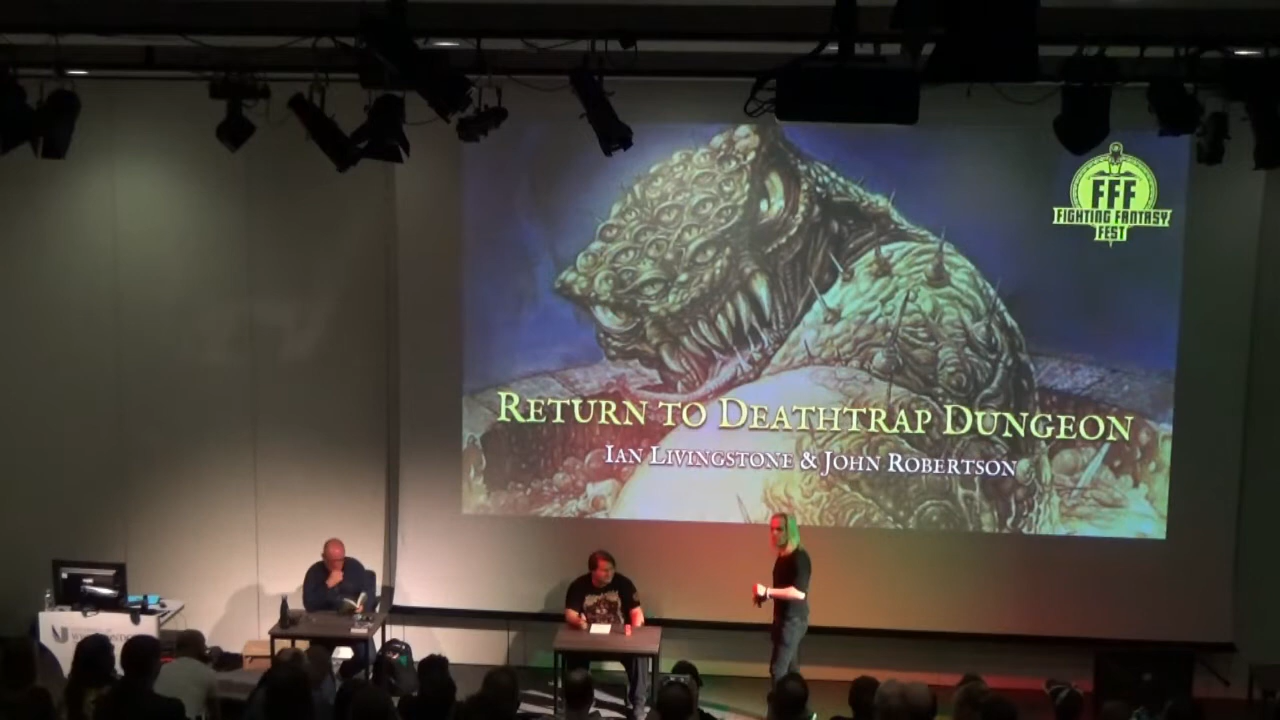 FFF
FIGHTING FANTASY
FEST
RETURN TO DEATHTRAP DUNGEON
IAN LIVINGSTONE & JOHN ROBERTSON